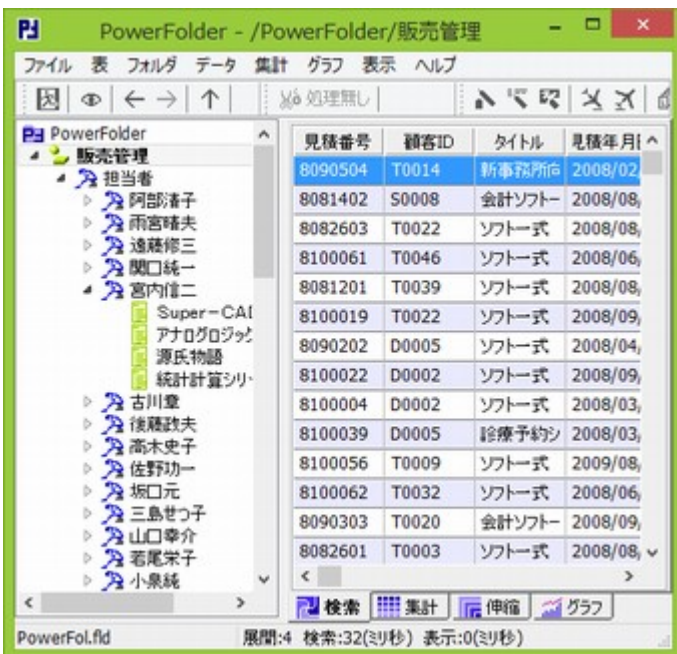 PowerFolder - /PowerFolder/販売管理
ファイル 表 フォルダ データ 集計 グラフ 表示 ヘルプ
処理無し
PowerFolder
販売管理
担当者
阿部清子
雨宮晴夫
遠藤修三
関口純一
宮内信二
Super-CAD
アナログロジック
源氏物語
統計計算シリ
古川章
後藤政夫
高木史子
佐野功一
坂口元
三島せつ子
山口幸介
若尾栄子
小泉純
見積番号 顧客ID タイトル 見積年月日
8090504 T0014 新事務所向 2008/02/
8081402 S0008 会計ソフト一 2008/08/
8082603 T0022 ソフト一式 2008/08/
8100061 T0046 ソフト一式 2008/06/
8081201 T0039 ソフト一式 2008/08/
8100019 T0022 ソフト一式 2008/09/
8090202 D0005 ソフト一式 2008/04/
8100022 D0002 ソフト一式 2008/09/
8100004 D0002 ソフト一式 2008/03/
8100039 D0005 診療予約シ 2008/03/
8100056 T0009 ソフト一式 2009/08/
8100062 T0032 ソフト一式 2008/06/
8090303 T0020 会計ソフト一 2008/09/
8082601 T0003 ソフト一式 2008/08/
検索 集計 伸縮 グラフ
PowerFol.fld 展開:4 検索:32(ミリ秒) 表示:0(ミリ秒)